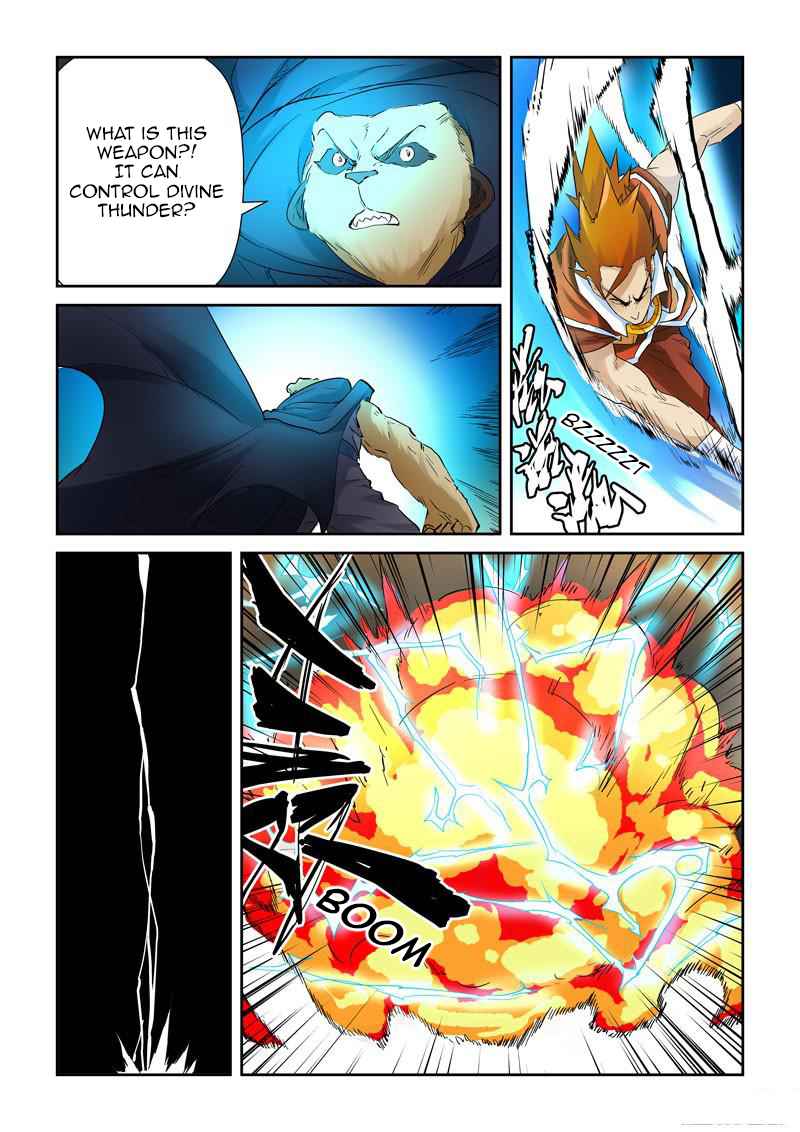 WHAT IS THIS
WEAPON?!
IT CAN
CONTROL DIVINE
THUNDER?
BZZZZZT
BOOM